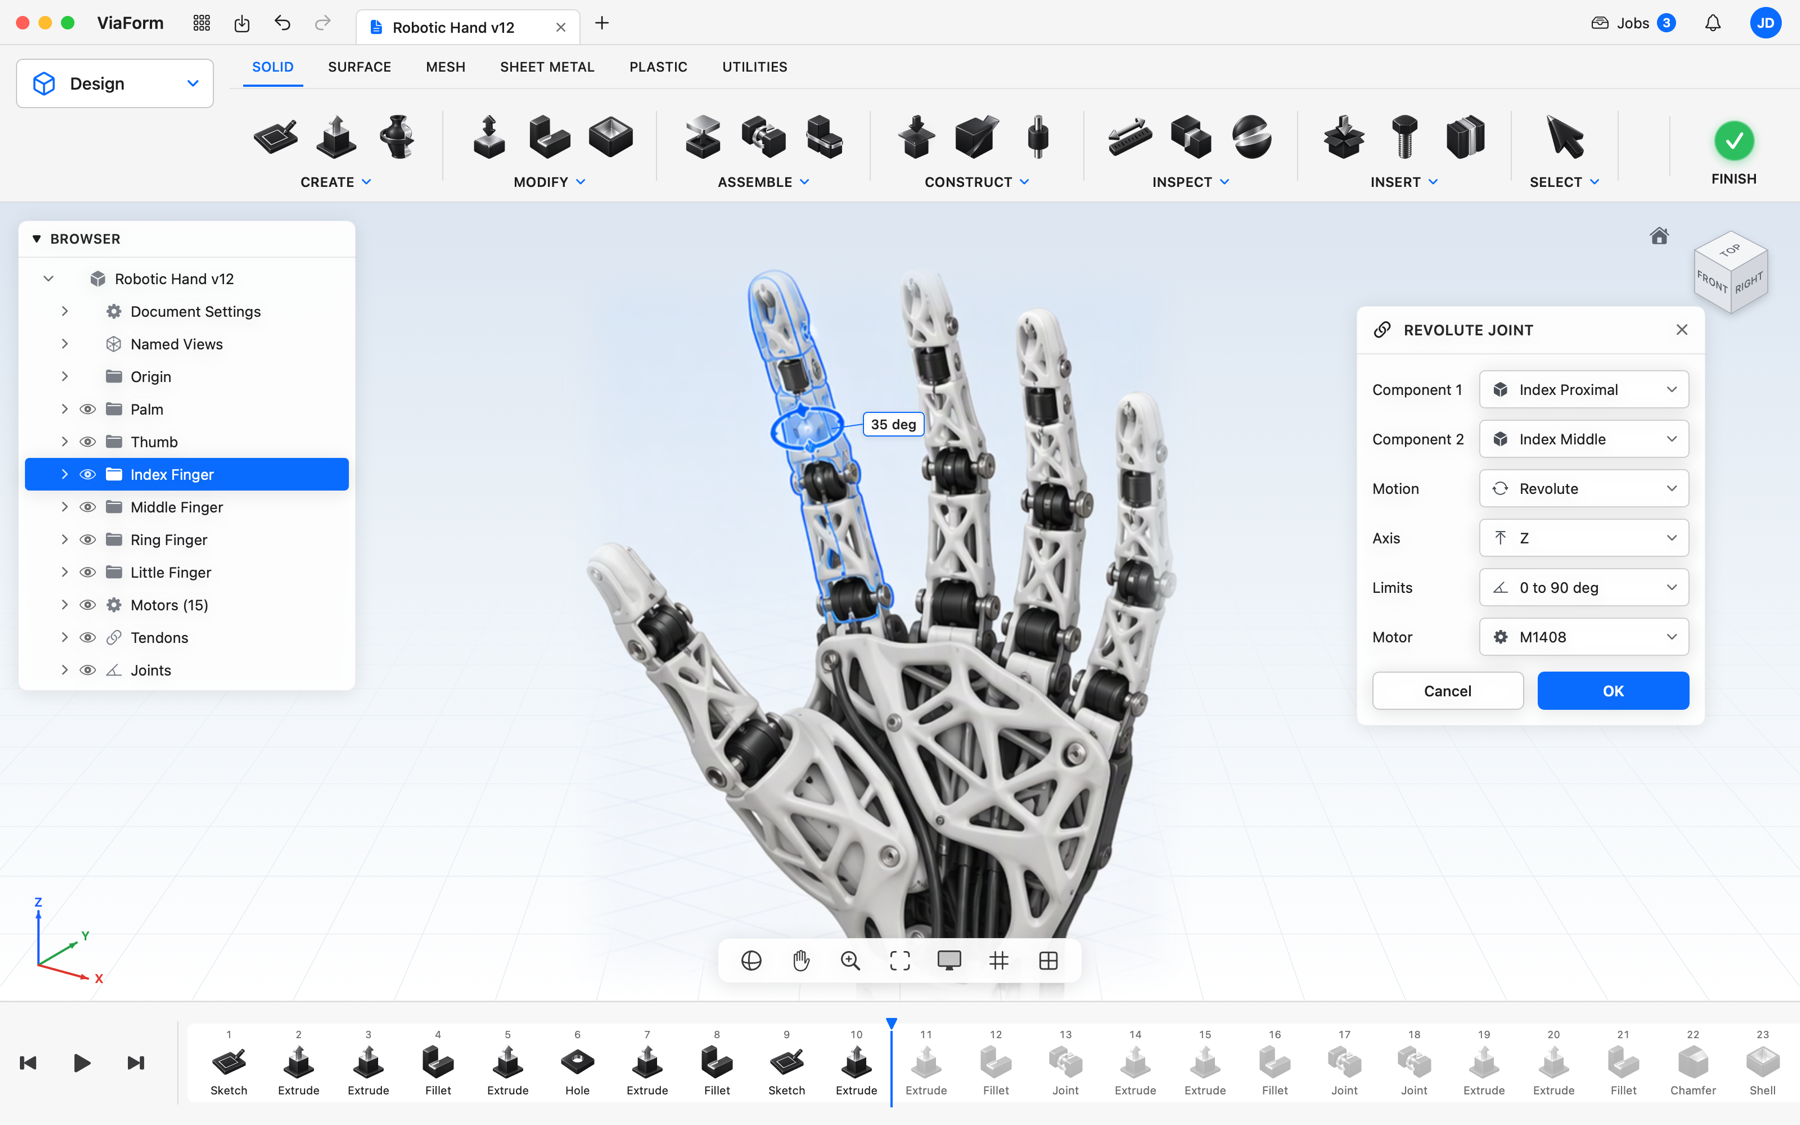 ViaForm
Robotic Hand v12
Jobs 3
JD
Design
SOLID
SURFACE
MESH
SHEET METAL
PLASTIC
UTILITIES
CREATE
MODIFY
ASSEMBLE
CONSTRUCT
INSPECT
INSERT
SELECT
FINISH
BROWSER
Robotic Hand v12
Document Settings
Named Views
Origin
Palm
Thumb
Index Finger
Middle Finger
Ring Finger
Little Finger
Motors (15)
Tendons
Joints
35 deg
TOP
FRONT
RIGHT
REVOLUTE JOINT
Component 1 Index Proximal
Component 2 Index Middle
Motion Revolute
Axis Z
Limits 0 to 90 deg
Motor M1408
Cancel
OK
Z
Y
X
1 2 3 4 5 6 7 8 9 10 11 12 13 14 15 16 17 18 19 20 21 22 23
Sketch Extrude Extrude Fillet Extrude Hole Extrude Fillet Sketch Extrude Extrude Fillet Joint Extrude Extrude Fillet Joint Joint Extrude Extrude Fillet Chamfer Shell